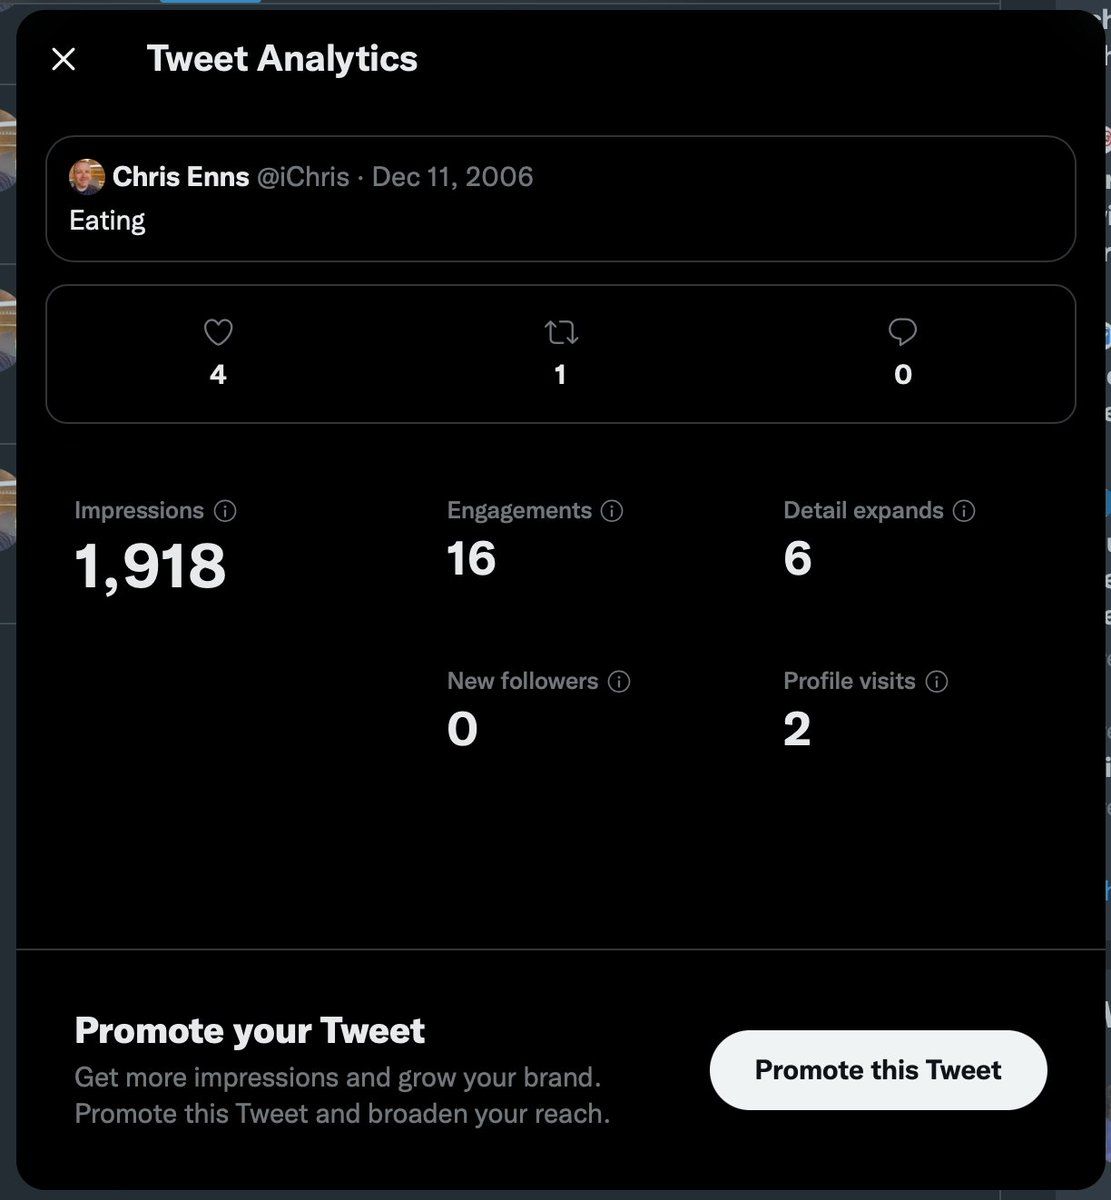 Tweet Analytics
Chris Enns @iChris · Dec 11, 2006
Eating
4 1 0
Impressions Engagements Detail expands
1,918 16 6
New followers Profile visits
0 2
Promote your Tweet
Get more impressions and grow your brand.
Promote this Tweet and broaden your reach.
Promote this Tweet